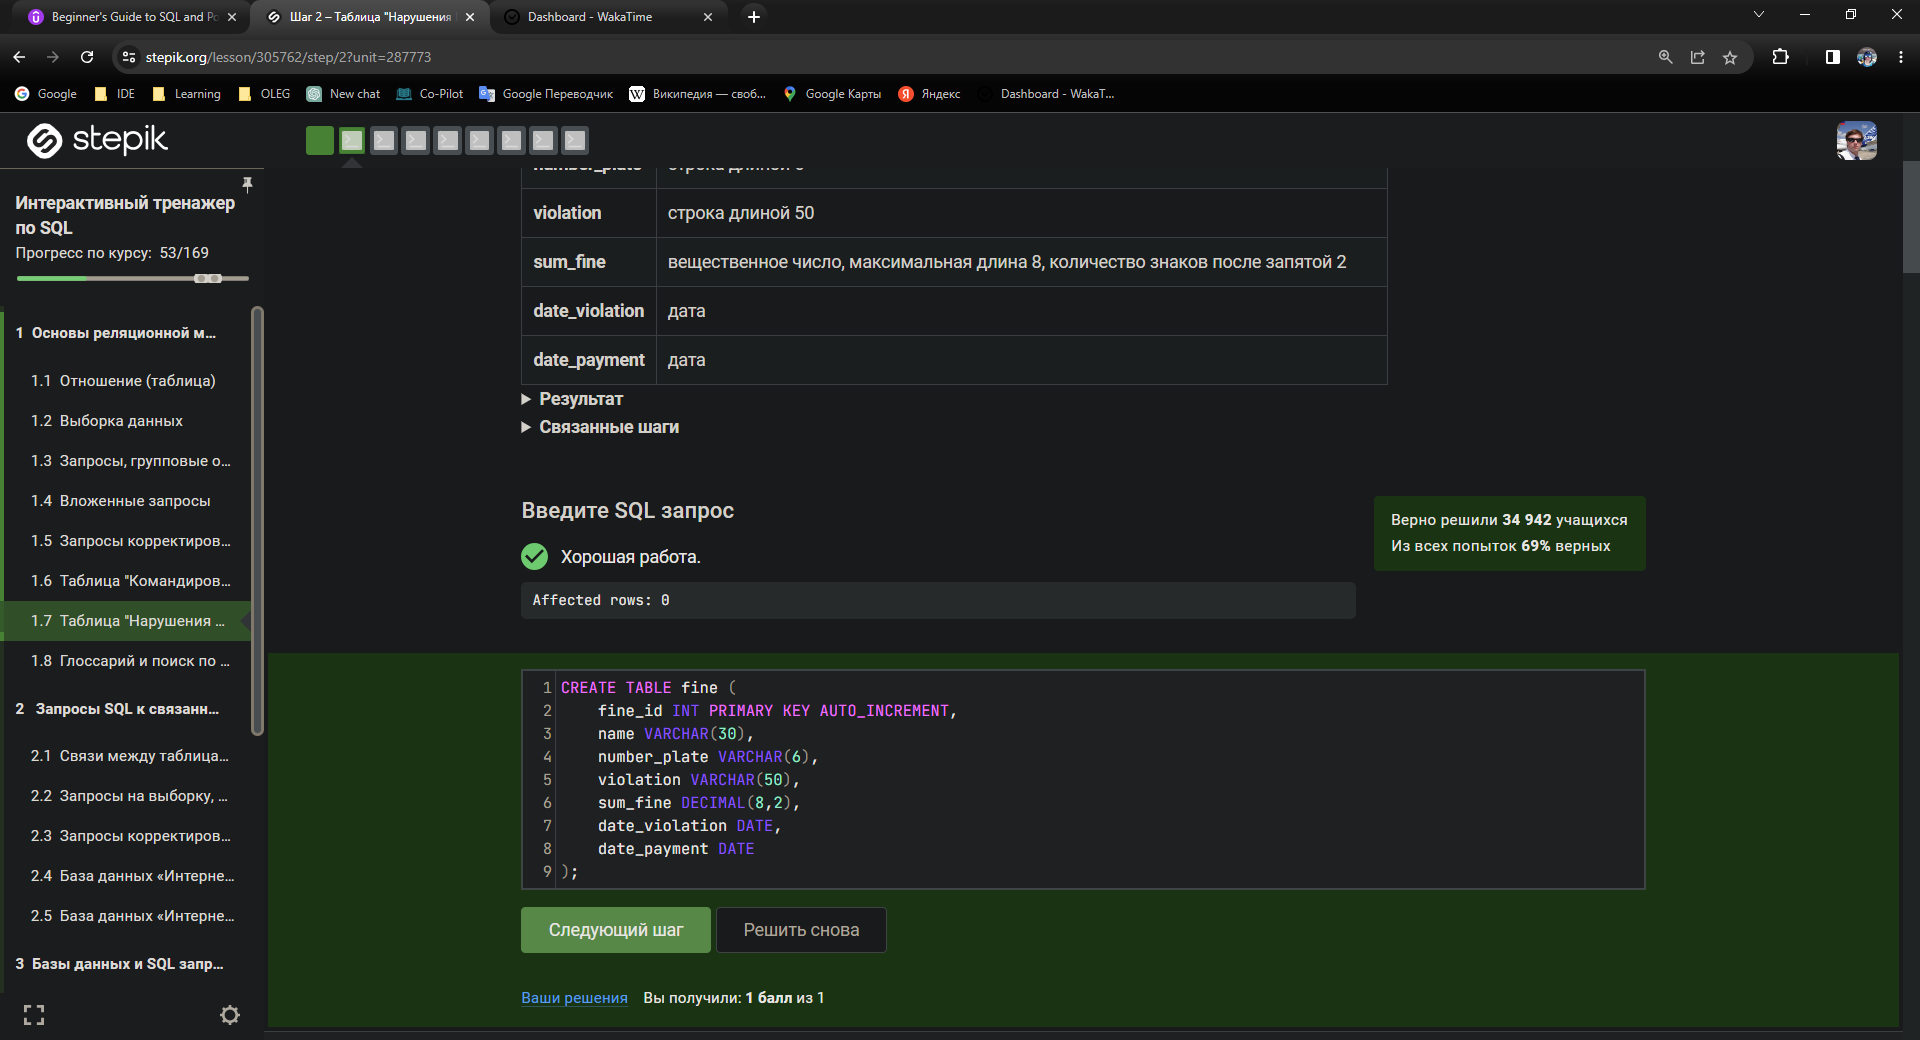 Beginner's Guide to SQL and Po
Шаг 2 – Таблица "Нарушения
Dashboard - WakaTime
stepik.org/lesson/305762/step/2?unit=287773
Google
IDE
Learning
OLEG
New chat
Co-Pilot
Google Переводчик
Википедия — своб...
Google Карты
Яндекс
Dashboard - WakaT...
stepik
Интерактивный тренажер
по SQL
Прогресс по курсу: 53/169
1 Основы реляционной м...
1.1 Отношение (таблица)
1.2 Выборка данных
1.3 Запросы, групповые о...
1.4 Вложенные запросы
1.5 Запросы корректиров...
1.6 Таблица "Командиров...
1.7 Таблица "Нарушения ...
1.8 Глоссарий и поиск по ...
2 Запросы SQL к связанн...
2.1 Связи между таблица...
2.2 Запросы на выборку, ...
2.3 Запросы корректиров...
2.4 База данных «Интерне...
2.5 База данных «Интерне...
3 Базы данных и SQL запр...
number_plate строка длиной 6
violation строка длиной 50
sum_fine вещественное число, максимальная длина 8, количество знаков после запятой 2
date_violation дата
date_payment дата
Результат
Связанные шаги
Введите SQL запрос
Верно решили 34 942 учащихся
Из всех попыток 69% верных
Хорошая работа.
Affected rows: 0
1 CREATE TABLE fine (
2 fine_id INT PRIMARY KEY AUTO_INCREMENT,
3 name VARCHAR(30),
4 number_plate VARCHAR(6),
5 violation VARCHAR(50),
6 sum_fine DECIMAL(8,2),
7 date_violation DATE,
8 date_payment DATE
9 );
Следующий шаг
Решить снова
Ваши решения Вы получили: 1 балл из 1